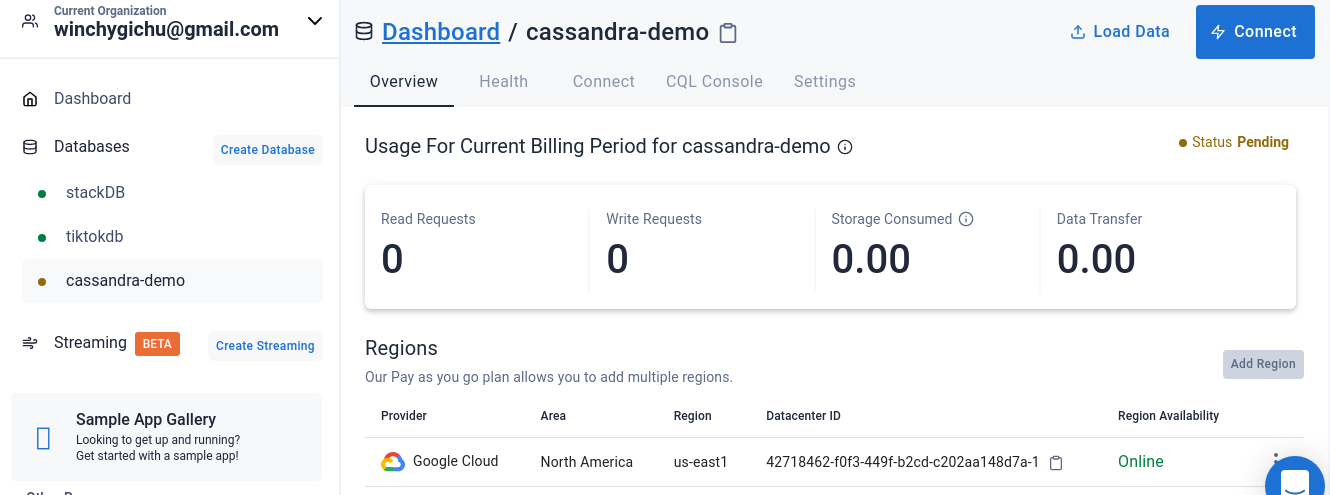 Current Organization
winchygichu@gmail.com
Dashboard
Databases
Create Database
stackDB
tiktokdb
cassandra-demo
Streaming BETA
Create Streaming
Sample App Gallery
Looking to get up and running?
Get started with a sample app!
Dashboard / cassandra-demo
Load Data
Connect
Overview Health Connect CQL Console Settings
Usage For Current Billing Period for cassandra-demo
Status Pending
Read Requests Write Requests Storage Consumed Data Transfer
0 0 0.00 0.00
Regions
Our Pay as you go plan allows you to add multiple regions.
Add Region
Provider Area Region Datacenter ID Region Availability
Google Cloud North America us-east1 42718462-f0f3-449f-b2cd-c202aa148d7a-1 Online